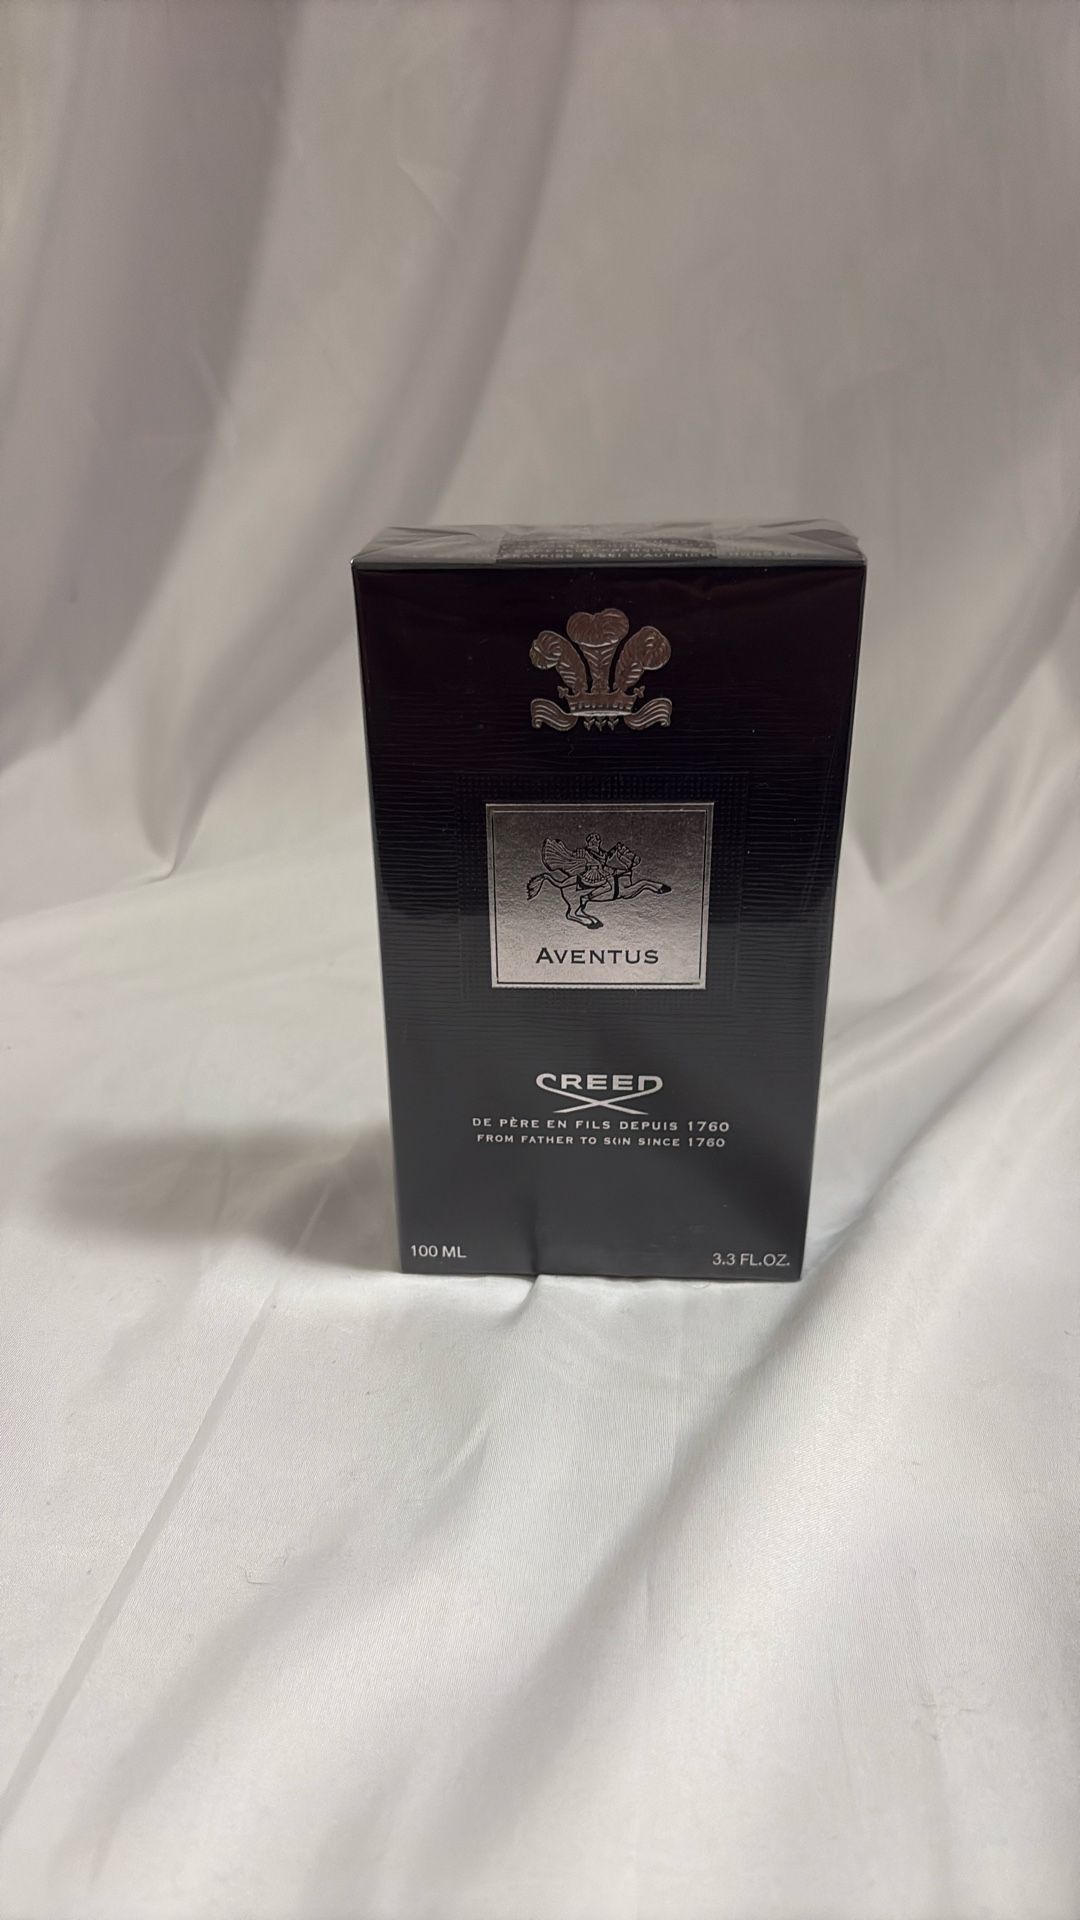 AVENTUS
CREED
DE PÈRE EN FILS DEPUIS 1760
FROM FATHER TO SON SINCE 1760
100 ML
3.3 FL.OZ.